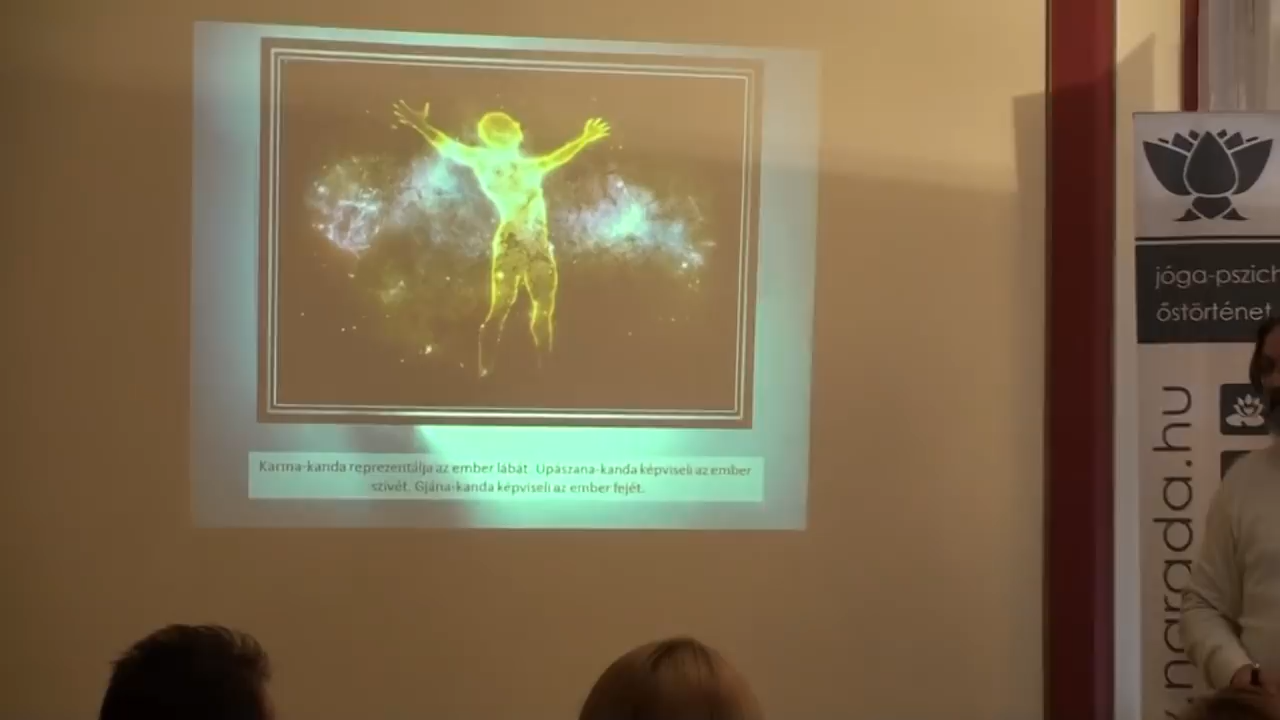 Karma-kanda reprezentálja az ember lábát. Upászana-kanda képviseli az ember
szívét. Gjána-kanda képviseli az ember fejét.
jóga-pszich
őstörténet
.narada.hu